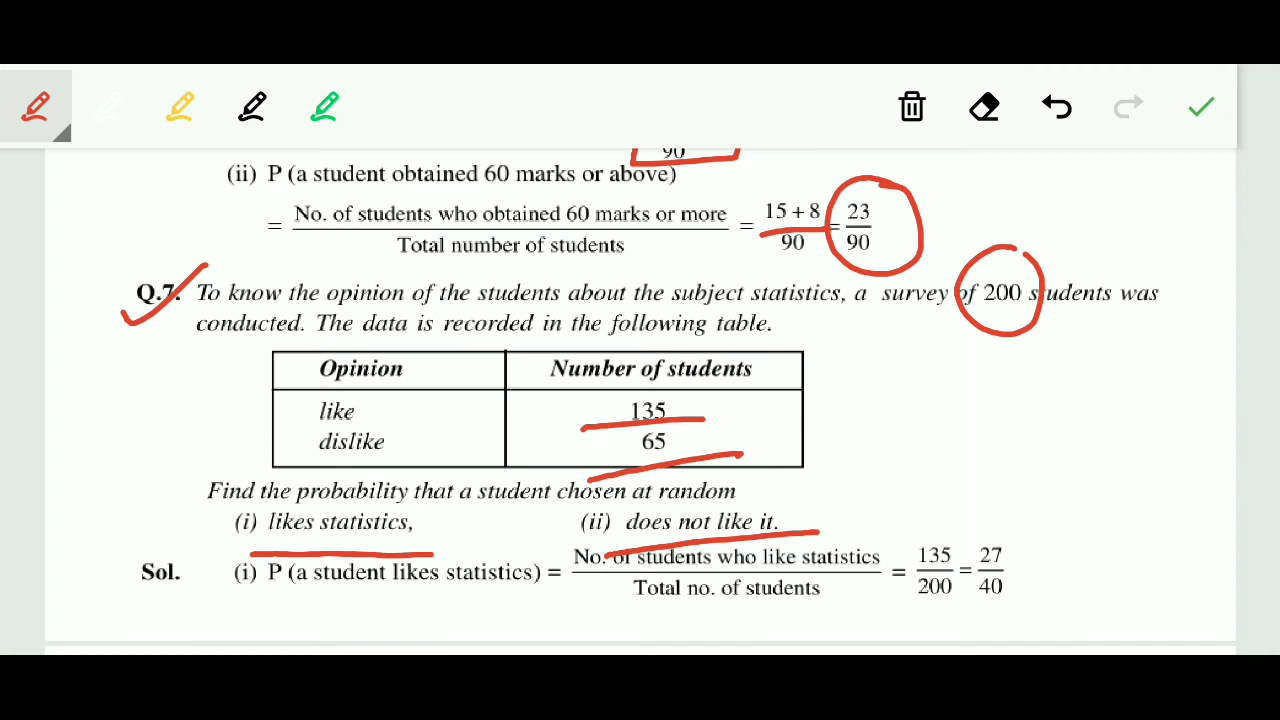 90
(ii) P (a student obtained 60 marks or above)
= No. of students who obtained 60 marks or more / Total number of students = 15 + 8 / 90 = 23 / 90
Q.7. To know the opinion of the students about the subject statistics, a survey of 200 students was
conducted. The data is recorded in the following table.
Opinion Number of students
like 135
dislike 65
Find the probability that a student chosen at random
(i) likes statistics, (ii) does not like it.
Sol. (i) P (a student likes statistics) = No. of students who like statistics / Total no. of students = 135 / 200 = 27 / 40